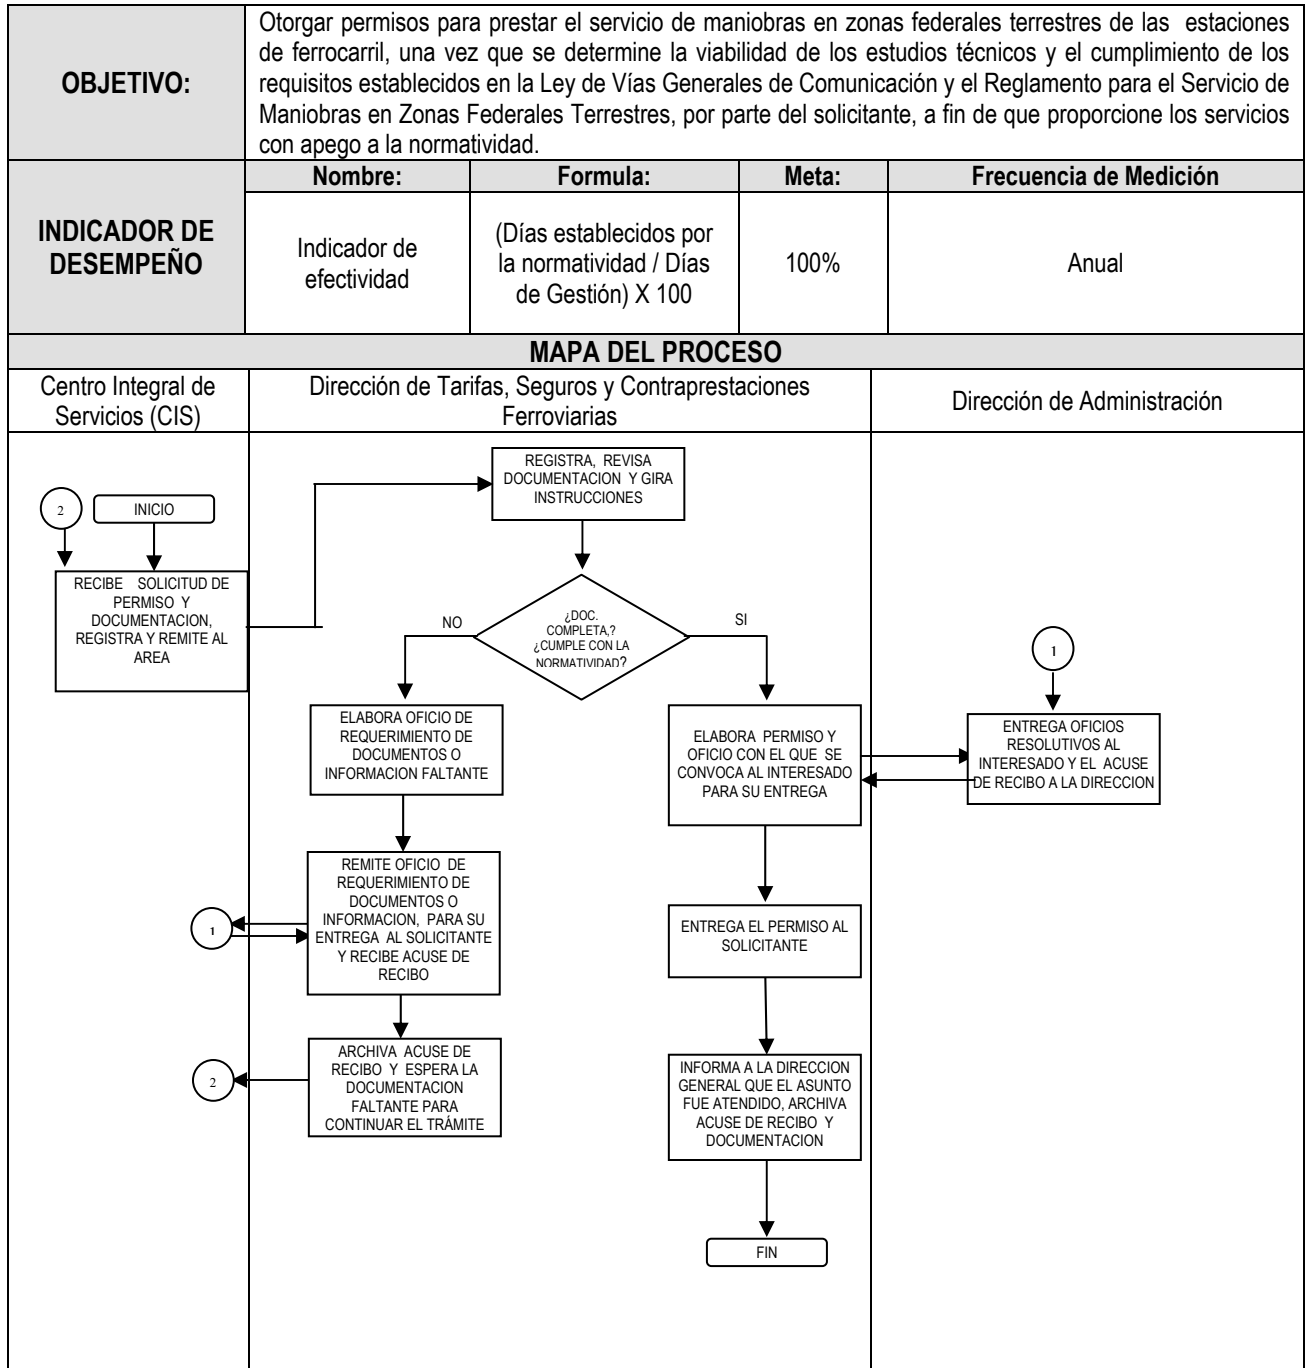 OBJETIVO:
Otorgar permisos para prestar el servicio de maniobras en zonas federales terrestres de las estaciones
de ferrocarril, una vez que se determine la viabilidad de los estudios técnicos y el cumplimiento de los
requisitos establecidos en la Ley de Vías Generales de Comunicación y el Reglamento para el Servicio de
Maniobras en Zonas Federales Terrestres, por parte del solicitante, a fin de que proporcione los servicios
con apego a la normatividad.
INDICADOR DE
DESEMPEÑO
Nombre:
Formula:
Meta:
Frecuencia de Medición
Indicador de
efectividad
(Días establecidos por
la normatividad / Días
de Gestión) X 100
100%
Anual
MAPA DEL PROCESO
Centro Integral de
Servicios (CIS)
Dirección de Tarifas, Seguros y Contraprestaciones
Ferroviarias
Dirección de Administración
2
INICIO
RECIBE SOLICITUD DE
PERMISO Y
DOCUMENTACION,
REGISTRA Y REMITE AL
AREA
REGISTRA, REVISA
DOCUMENTACION Y GIRA
INSTRUCCIONES
¿DOC.
COMPLETA,?
¿CUMPLE CON LA
NORMATIVIDAD?
NO
SI
ELABORA OFICIO DE
REQUERIMIENTO DE
DOCUMENTOS O
INFORMACION FALTANTE
ELABORA PERMISO Y
OFICIO CON EL QUE SE
CONVOCA AL INTERESADO
PARA SU ENTREGA
1
ENTREGA OFICIOS
RESOLUTIVOS AL
INTERESADO Y EL ACUSE
DE RECIBO A LA DIRECCION
REMITE OFICIO DE
REQUERIMIENTO DE
DOCUMENTOS O
INFORMACION, PARA SU
ENTREGA AL SOLICITANTE
Y RECIBE ACUSE DE
RECIBO
1
ENTREGA EL PERMISO AL
SOLICITANTE
ARCHIVA ACUSE DE
RECIBO Y ESPERA LA
DOCUMENTACION
FALTANTE PARA
CONTINUAR EL TRÁMITE
2
INFORMA A LA DIRECCION
GENERAL QUE EL ASUNTO
FUE ATENDIDO, ARCHIVA
ACUSE DE RECIBO Y
DOCUMENTACION
FIN